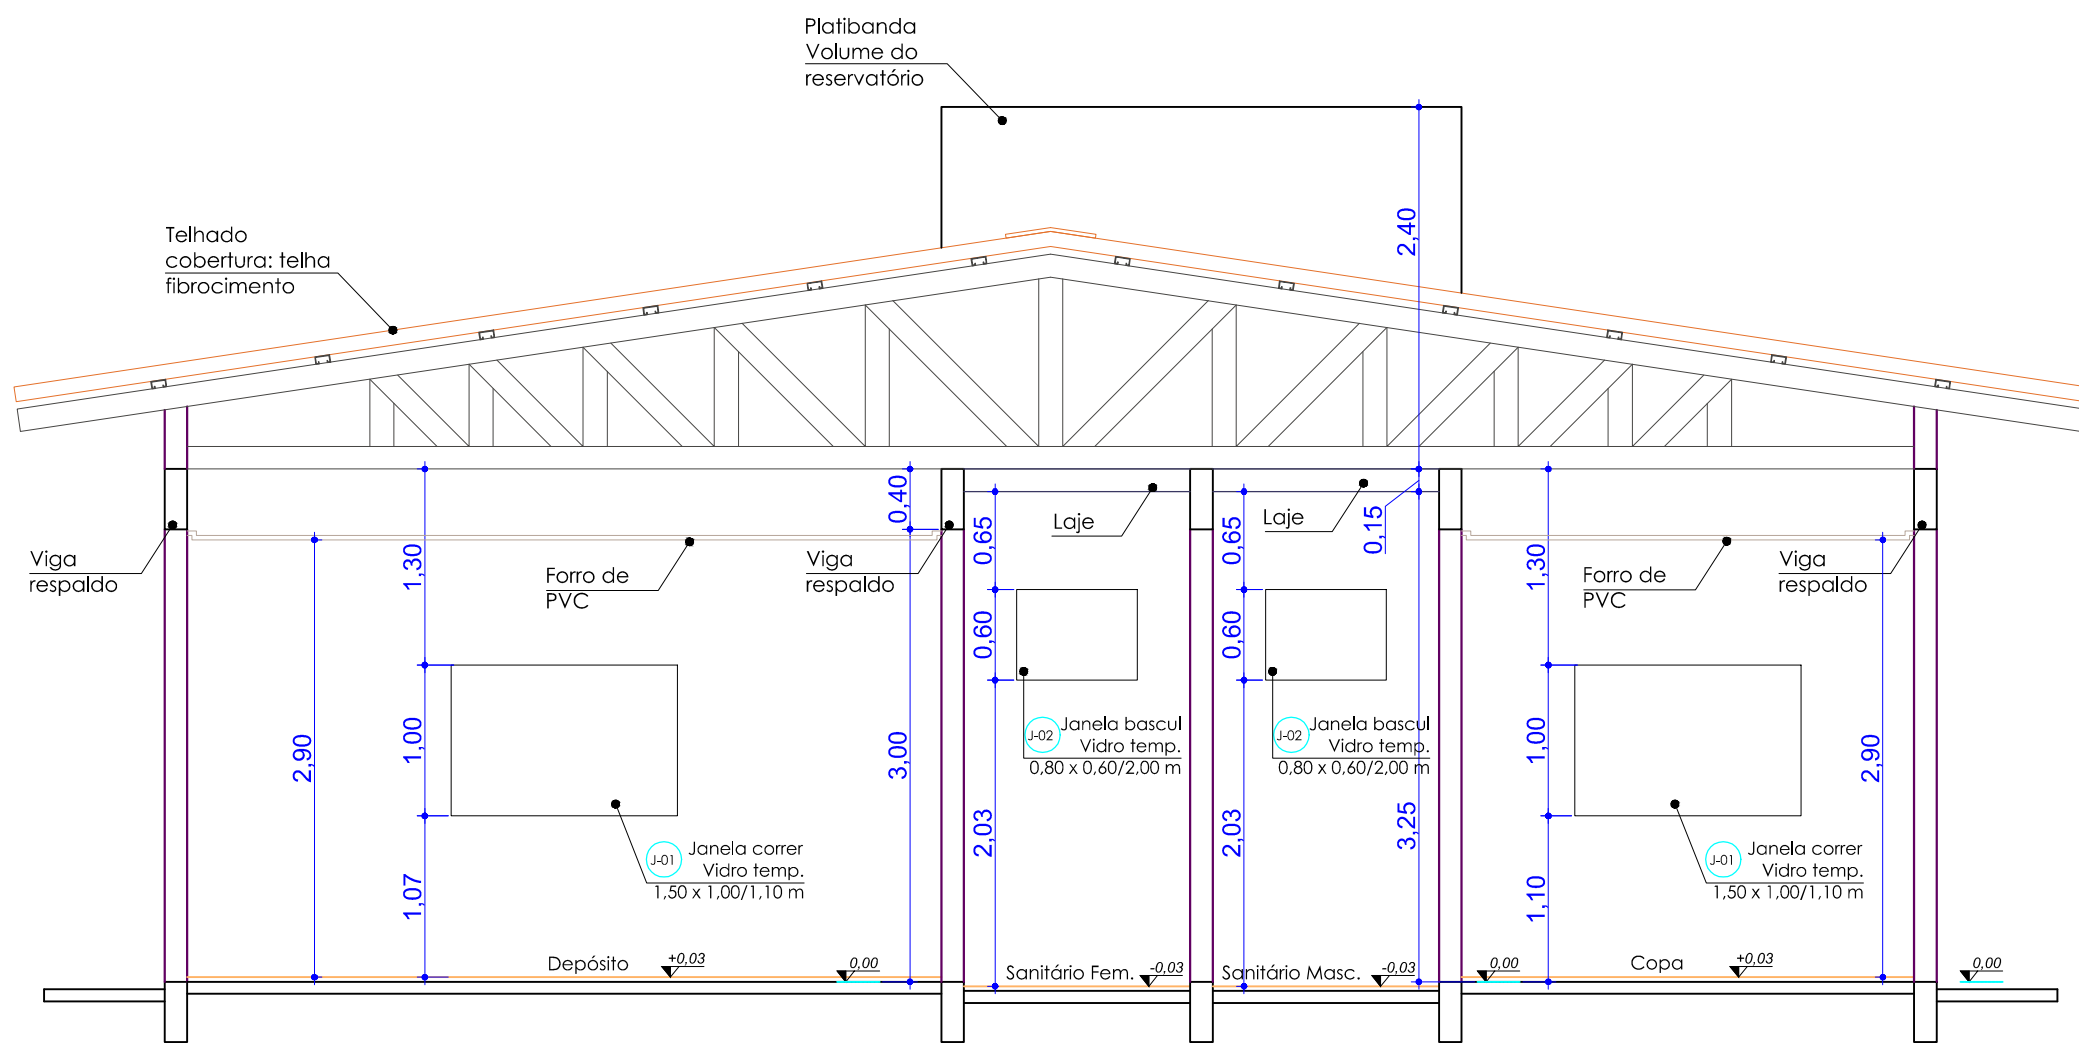 Platibanda
Volume do
reservatório
Telhado
cobertura: telha
fibrocimento
2,40
0,40
0,15
Laje
Laje
0,65
0,65
1,30
1,30
Viga
respaldo
Forro de
PVC
Viga
respaldo
Forro de
PVC
Viga
respaldo
0,60
0,60
2,90
1,00
3,00
J-02
Janela bascul
Vidro temp.
0,80 x 0,60/2,00 m
J-02
Janela bascul
Vidro temp.
0,80 x 0,60/2,00 m
1,00
2,90
2,03
2,03
3,25
J-01
Janela correr
Vidro temp.
1,50 x 1,00/1,10 m
J-01
Janela correr
Vidro temp.
1,50 x 1,00/1,10 m
1,07
1,10
Depósito
+0,03
0,00
Sanitário Fem.
-0,03
Sanitário Masc.
-0,03
0,00
Copa
+0,03
0,00